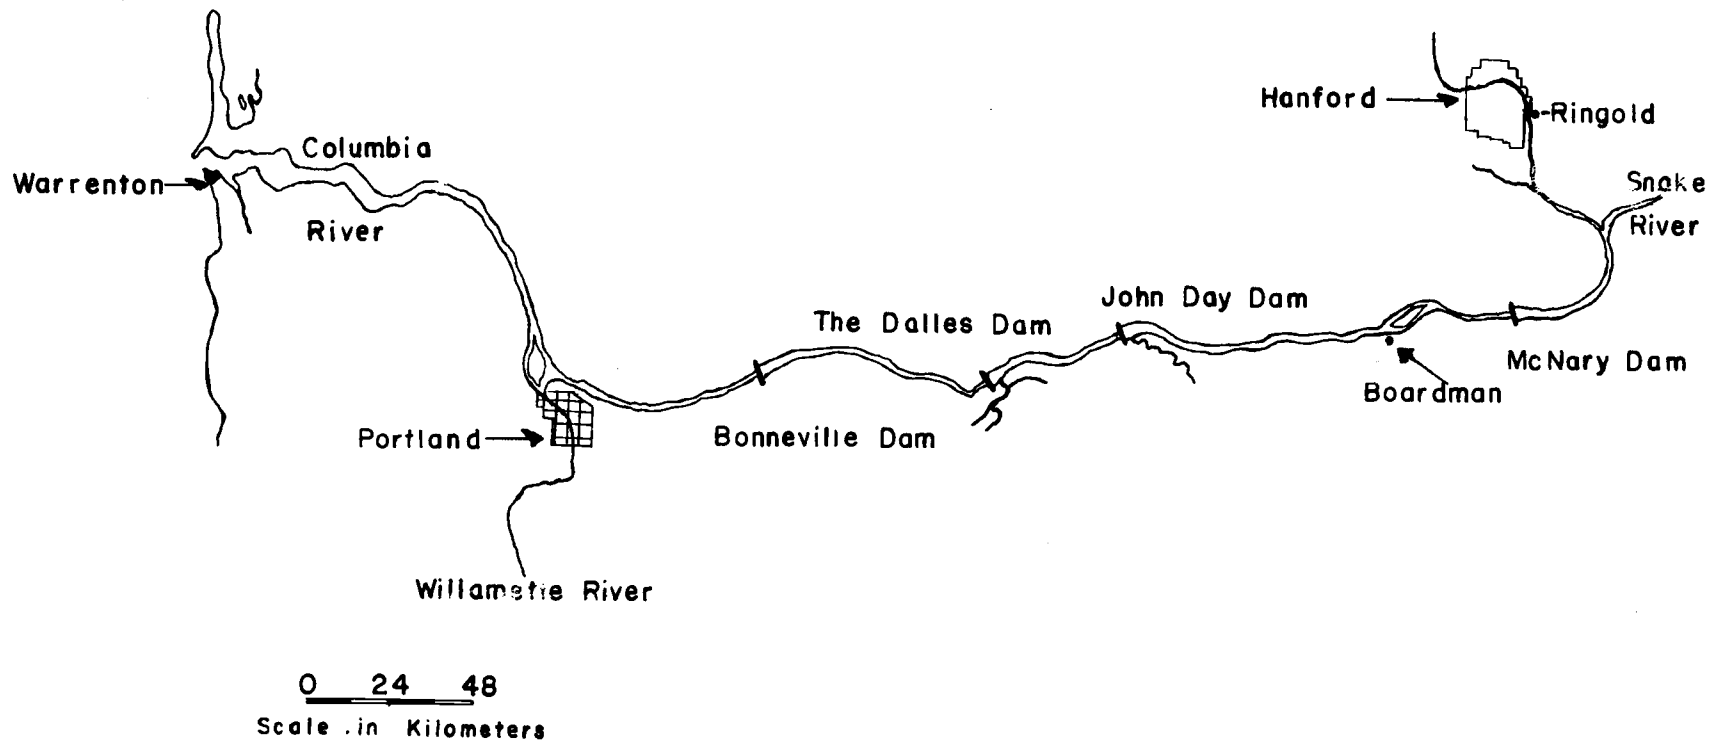 Hanford
Ringold
Columbia
Warrenton
Snake
River
River
John Day Dam
The Dalles Dam
McNary Dam
Boardman
Portland
Bonneville Dam
Willamette River
0 24 48
Scale in Kilometers